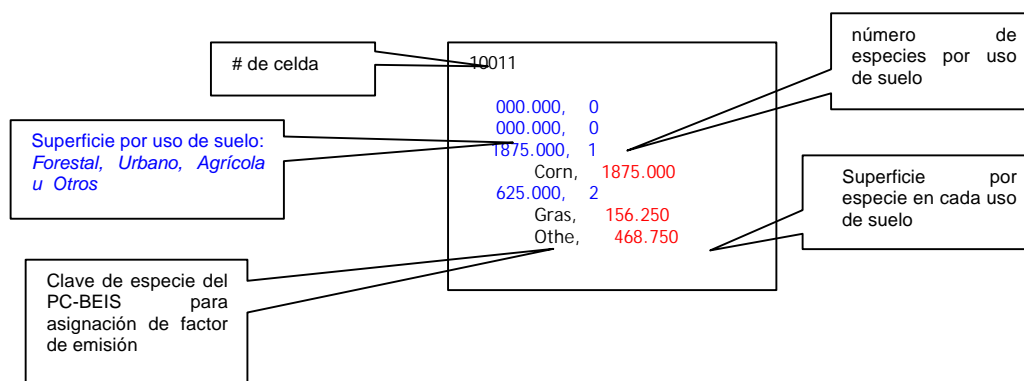 # de celda
10011
000.000, 0
000.000, 0
1875.000, 1
Corn, 1875.000
625.000, 2
Gras, 156.250
Othe, 468.750
número de
especies por uso
de suelo
Superficie por uso de suelo:
Forestal, Urbano, Agrícola
u Otros
Superficie por
especie en cada uso
de suelo
Clave de especie del
PC-BEIS para
asignación de factor
de emisión